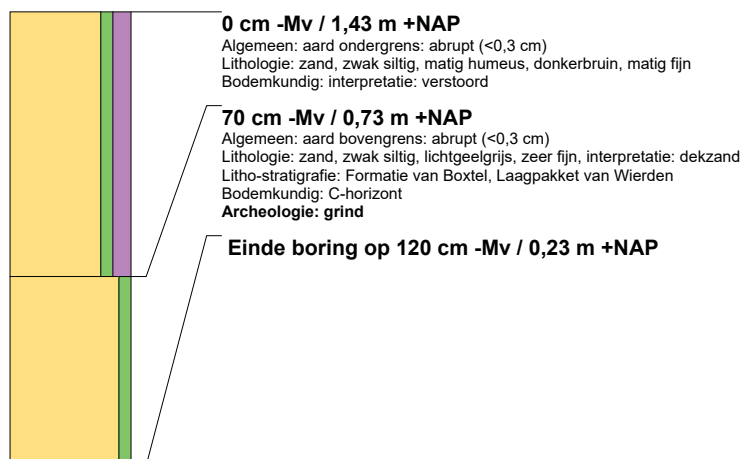 0 cm -Mv / 1,43 m +NAP
Algemeen: aard ondergrens: abrupt (<0,3 cm)
Lithologie: zand, zwak siltig, matig humeus, donkerbruin, matig fijn
Bodemkundig: interpretatie: verstoord
70 cm -Mv / 0,73 m +NAP
Algemeen: aard bovengrens: abrupt (<0,3 cm)
Lithologie: zand, zwak siltig, lichtgeelgrijs, zeer fijn, interpretatie: dekzand
Litho-stratigrafie: Formatie van Boxtel, Laagpakket van Wierden
Bodemkundig: C-horizont
Archeologie: grind
Einde boring op 120 cm -Mv / 0,23 m +NAP